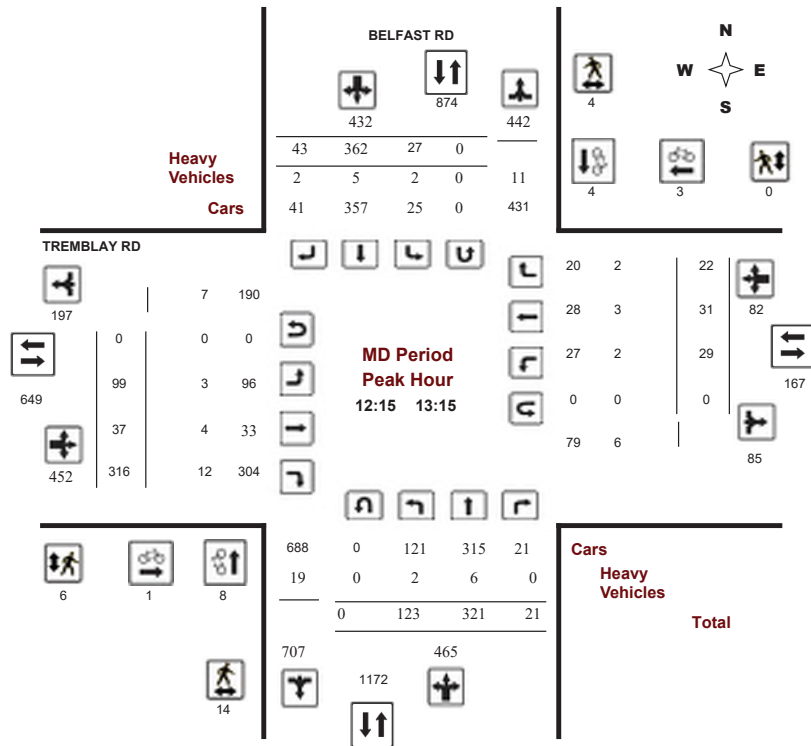 BELFAST RD
N
W E
S
874
4
432
442
43 362 27 0
Heavy
Vehicles
2 5 2 0 11
Cars
41 357 25 0 431
4 3 0
TREMBLAY RD
197
7 190
20 2 22
82
0 0 0
28 3 31
649
99 3 96
MD Period
Peak Hour
12:15 13:15
27 2 29
167
37 4 33
0 0 0
452
316 12 304
79 6
85
688 0 121 315 21
Cars
19 0 2 6 0
Heavy
Vehicles
6 1 8
0 123 321 21
Total
707
465
1172
14